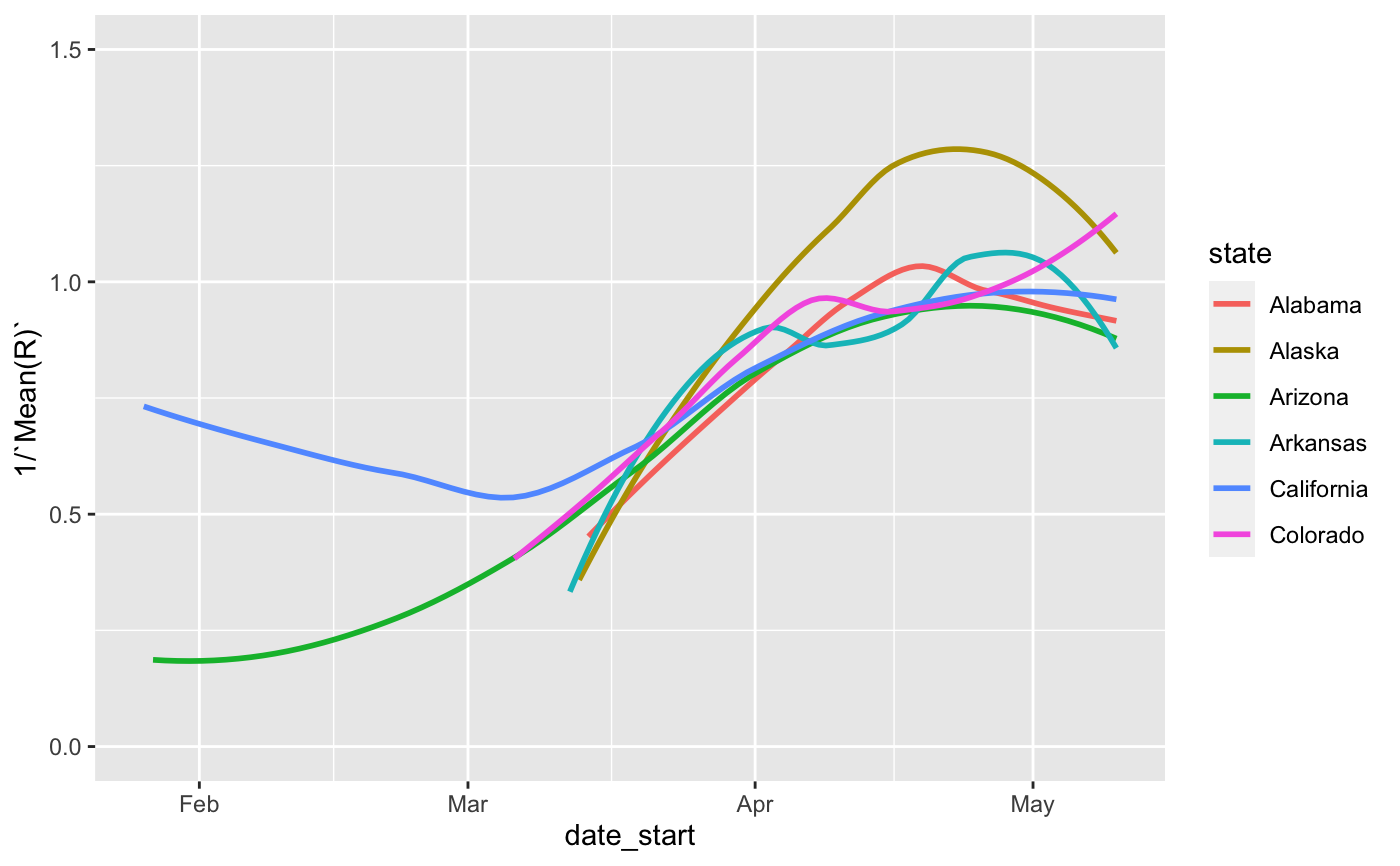 1.5
1.0
0.5
0.0
1/`Mean(R)`
Feb Mar Apr May
date_start
state
Alabama
Alaska
Arizona
Arkansas
California
Colorado